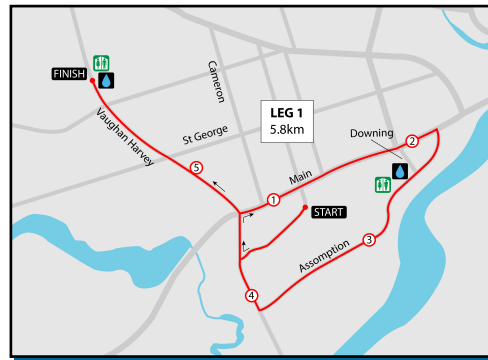 FINISH
Cameron
LEG 1
5.8km
St George
Vaughan Harvey
Downing
2
5
Main
1
START
3
Assomption
4